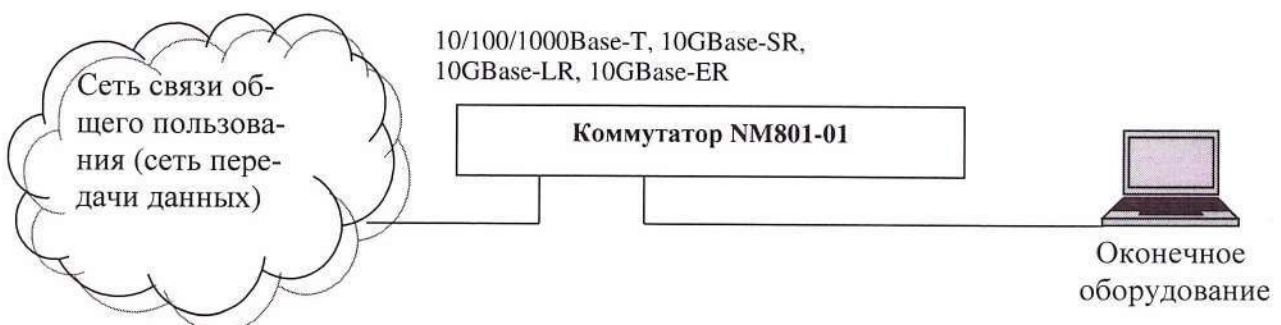 10/100/1000Base-T, 10GBase-SR,
10GBase-LR, 10GBase-ER
Сеть связи об-
щего пользова-
ния (сеть пере-
дачи данных)
Коммутатор NM801-01
Оконечное
оборудование